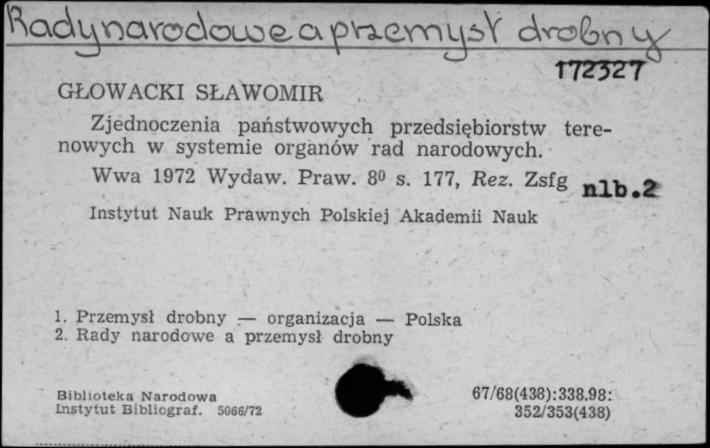 Rady narodowe a przemysł drobny
172327
GŁOWACKI SŁAWOMIR
Zjednoczenia państwowych przedsiębiorstw tere-
nowych w systemie organów rad narodowych.
Wwa 1972 Wydaw. Praw. 8⁰ s. 177, Rez. Zsfg nlb.2
Instytut Nauk Prawnych Polskiej Akademii Nauk
1. Przemysł drobny — organizacja — Polska
2. Rady narodowe a przemysł drobny
Biblioteka Narodowa
Instytut Bibliograf. 5066/72
67/68(438):338.98:
352/353(438)